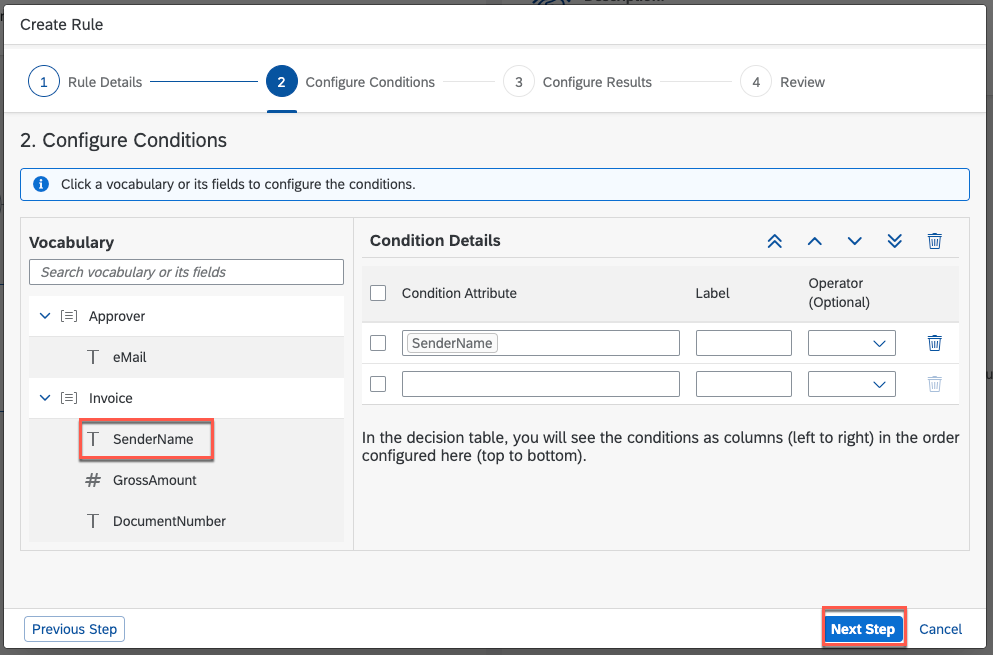 Create Rule
1 Rule Details 2 Configure Conditions 3 Configure Results 4 Review
2. Configure Conditions
Click a vocabulary or its fields to configure the conditions.
Vocabulary
Search vocabulary or its fields
Approver
eMail
Invoice
SenderName
GrossAmount
DocumentNumber
Condition Details
Condition Attribute Label Operator
(Optional)
SenderName
In the decision table, you will see the conditions as columns (left to right) in the order
configured here (top to bottom).
Previous Step Next Step Cancel